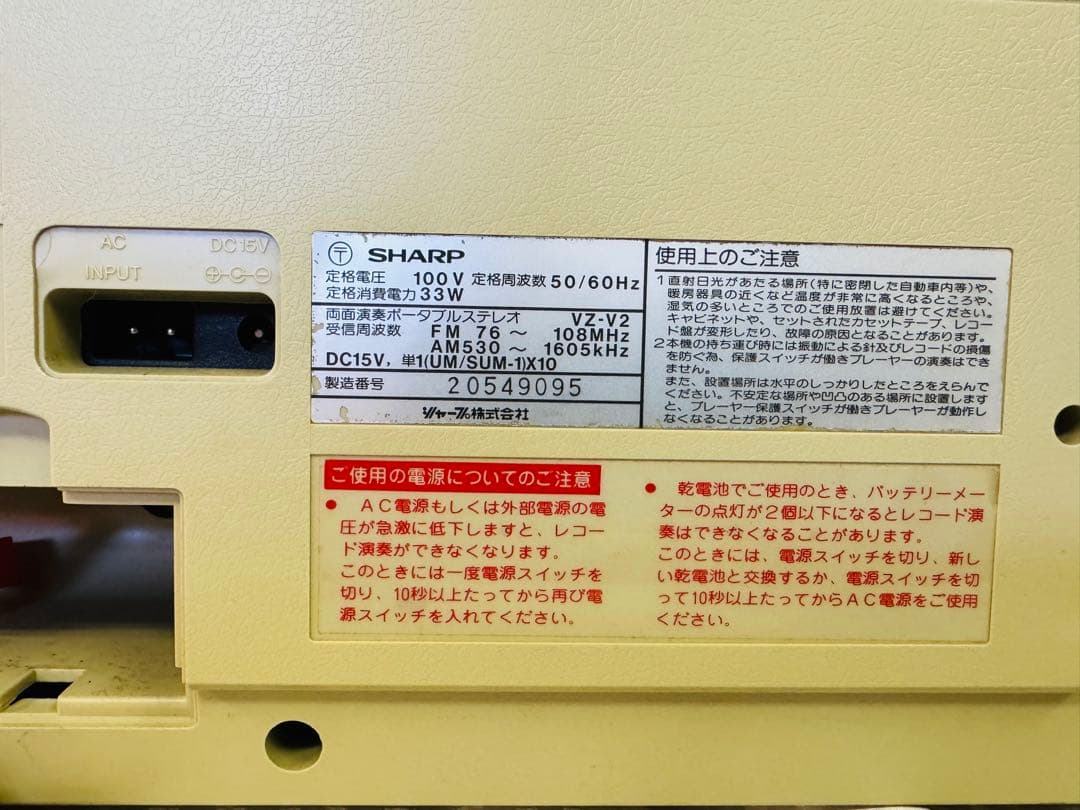 AC
INPUT
DC15V
〒 SHARP
定格電圧 100V 定格周波数 50/60Hz
定格消費電力 33W
両面演奏ポータブルステレオ VZ-V2
受信周波数 FM 76 ～ 108MHz
AM530 ～ 1605kHz
DC15V, 単1(UM/SUM-1)X10
製造番号 20549095
シャープ株式会社
使用上のご注意
1 直射日光があたる場所(特に密閉した自動車内等)や、
暖房器具の近くなど温度が非常に高くなるところや、
湿気の多いところでのご使用放置は避けてください。
キャビネットや、セットされたカセットテープ、レコー
ド盤が変形したり、故障の原因となることがあります。
2 本機の持ち運び時には振動による針及びレコードの損傷
を防ぐ為、保護スイッチが働きプレーヤーの演奏はでき
ません。
また、設置場所は水平のしっかりしたところをえらんで
ください。不安定な場所や凹凸のある場所に設置します
と、プレーヤー保護スイッチが働きプレーヤーが動作し
なくなることがあります。
ご使用の電源についてのご注意
● AC電源もしくは外部電源の電
圧が急激に低下しますと、レコー
ド演奏ができなくなります。
このときには一度電源スイッチを
切り、10秒以上たってから再び電
源スイッチを入れてください。
● 乾電池でご使用のとき、バッテリーメー
ターの点灯が2個以下になるとレコード演
奏はできなくなることがあります。
このときには、電源スイッチを切り、新し
い乾電池と交換するか、電源スイッチを切
って10秒以上たってからAC電源をご使用
ください。